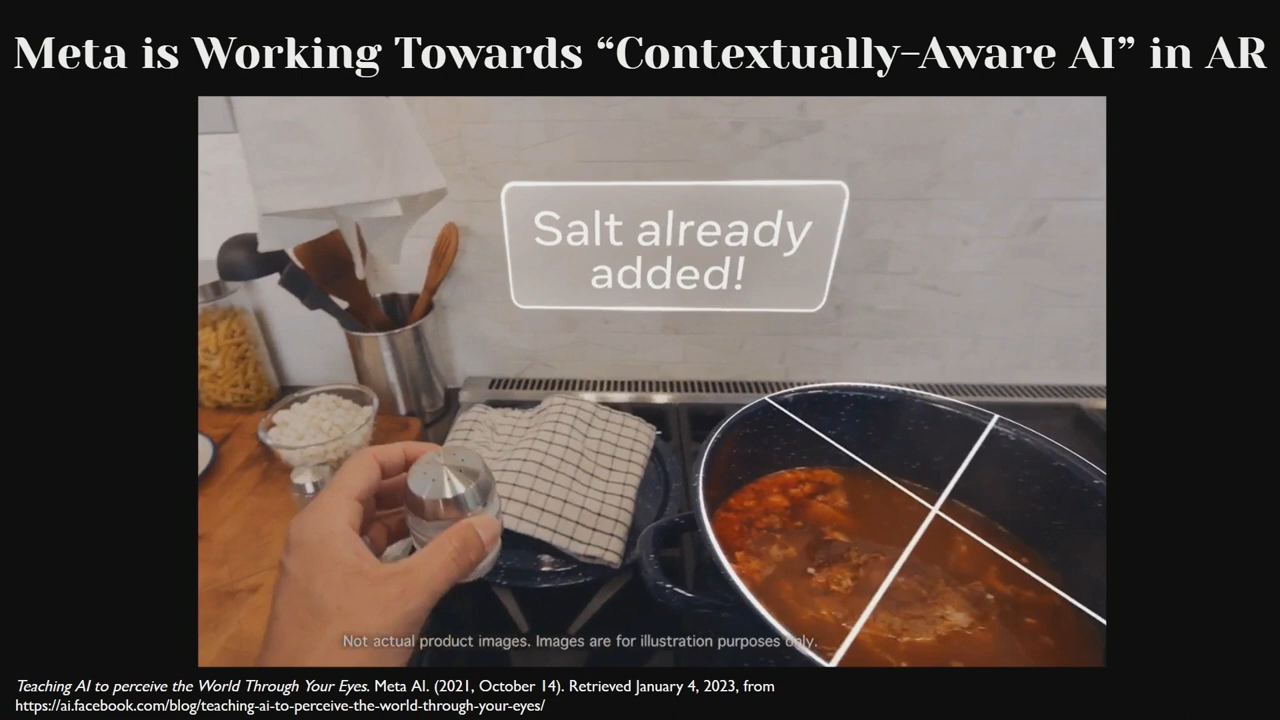 Meta is Working Towards “Contextually-Aware AI” in AR
Salt already
added!
Not actual product images. Images are for illustration purposes only.
Teaching AI to perceive the World Through Your Eyes. Meta AI. (2021, October 14). Retrieved January 4, 2023, from
https://ai.facebook.com/blog/teaching-ai-to-perceive-the-world-through-your-eyes/